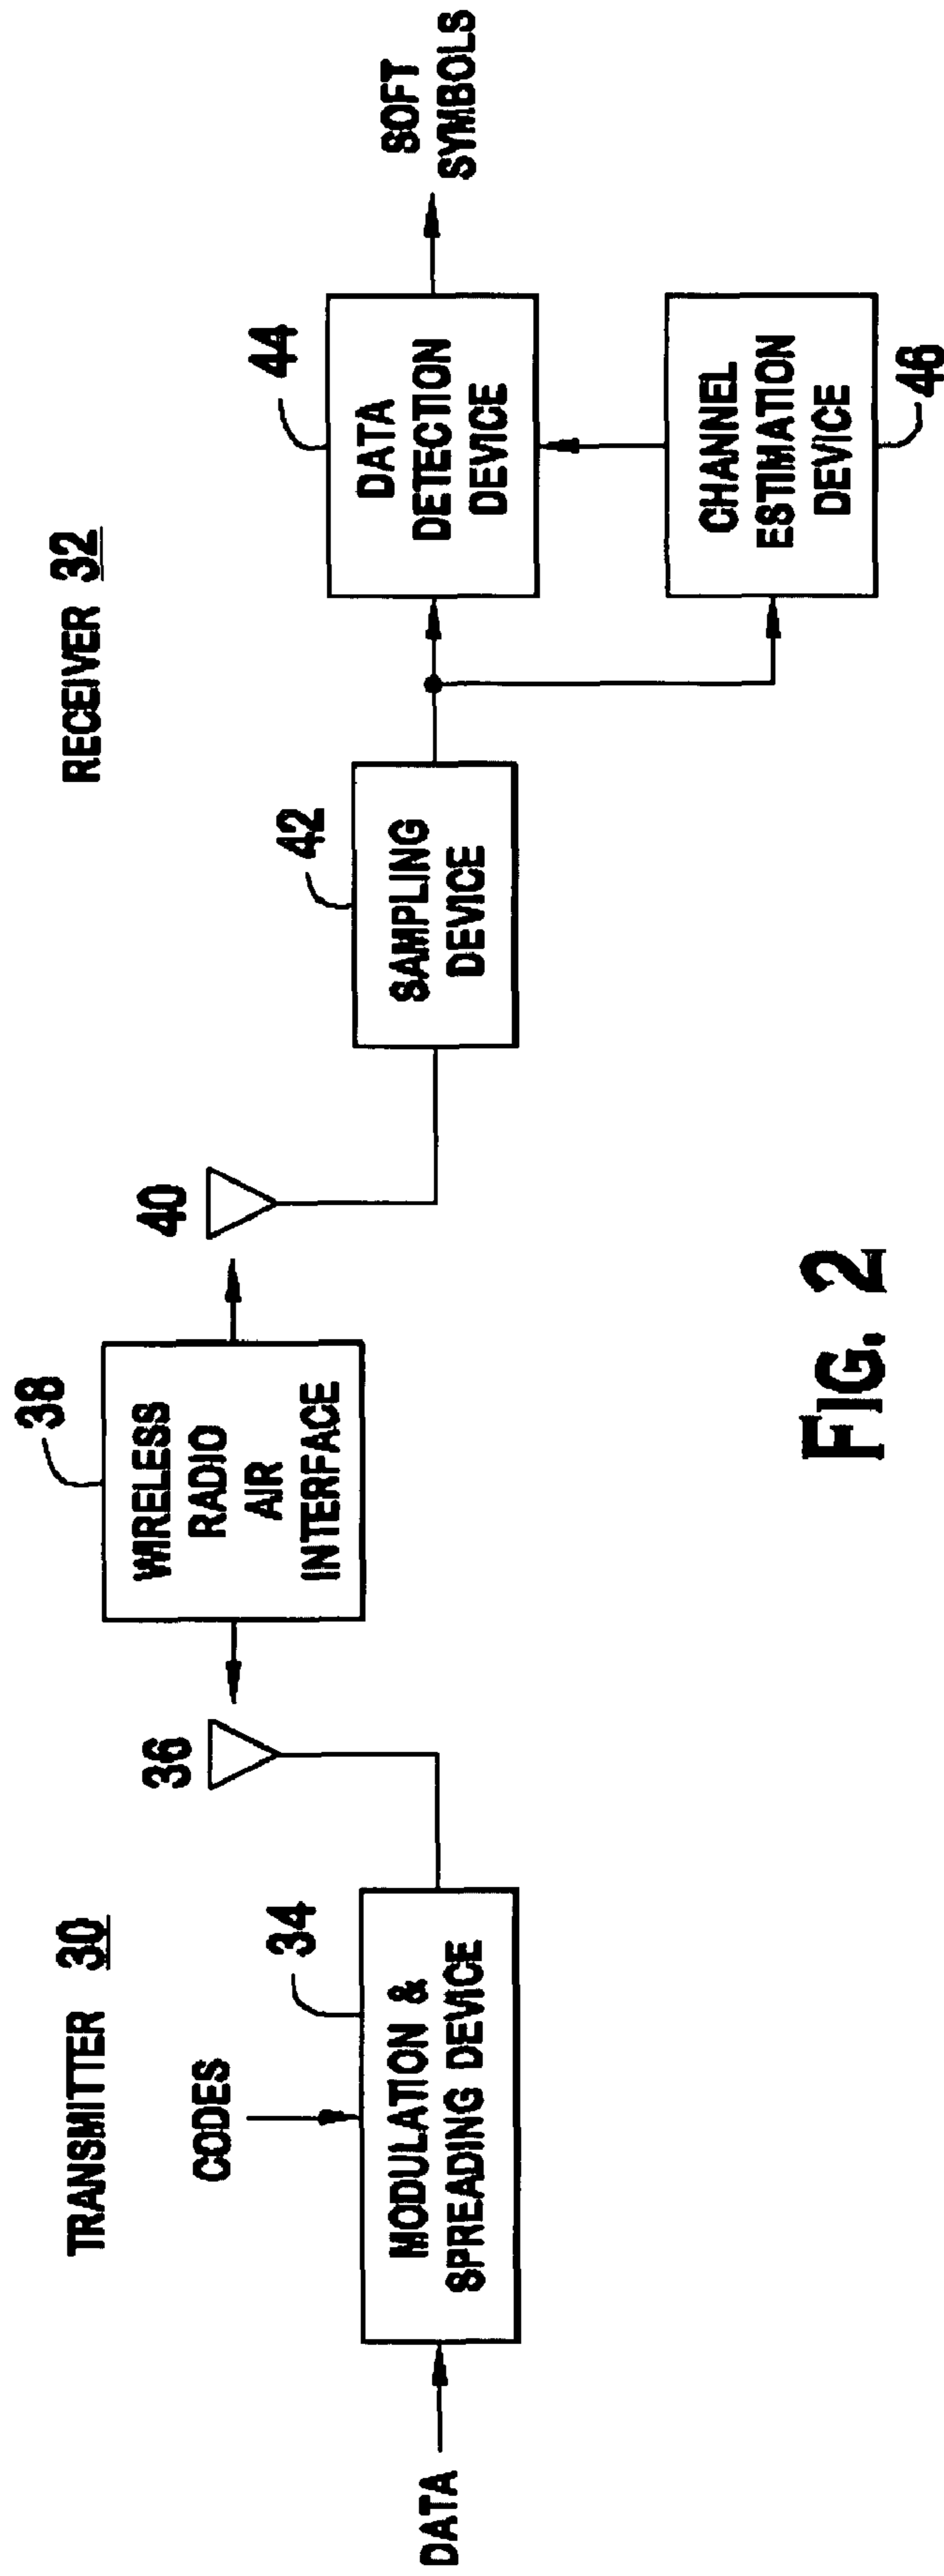 TRANSMITTER 30
RECEIVER 32
DATA
CODES
34
MODULATION &
SPREADING DEVICE
36
38
WIRELESS
RADIO
AIR
INTERFACE
40
42
SAMPLING
DEVICE
44
DATA
DETECTION
DEVICE
SOFT
SYMBOLS
CHANNEL
ESTIMATION
DEVICE
46
FIG. 2